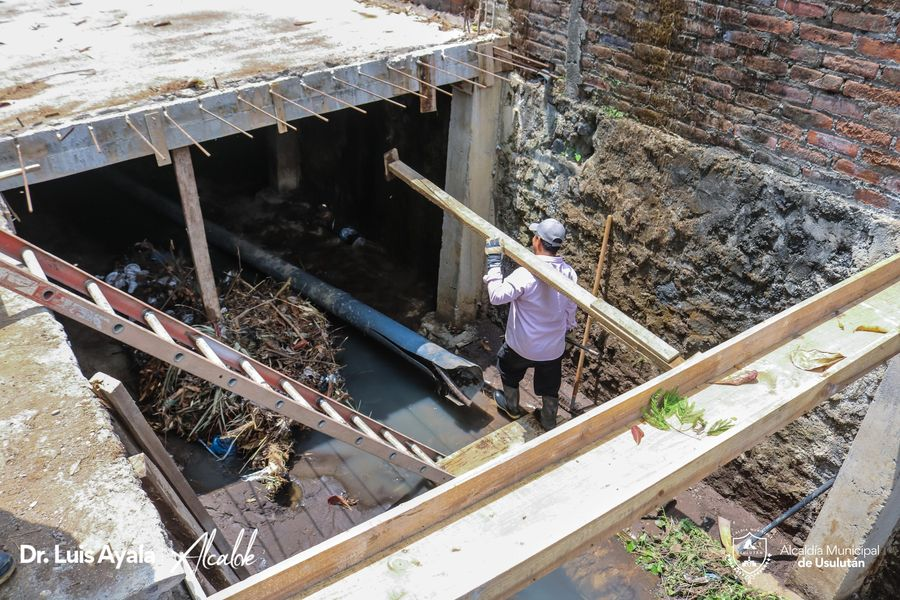 Dr. Luis Ayala Alcalde
Alcaldía Municipal
de Usulután